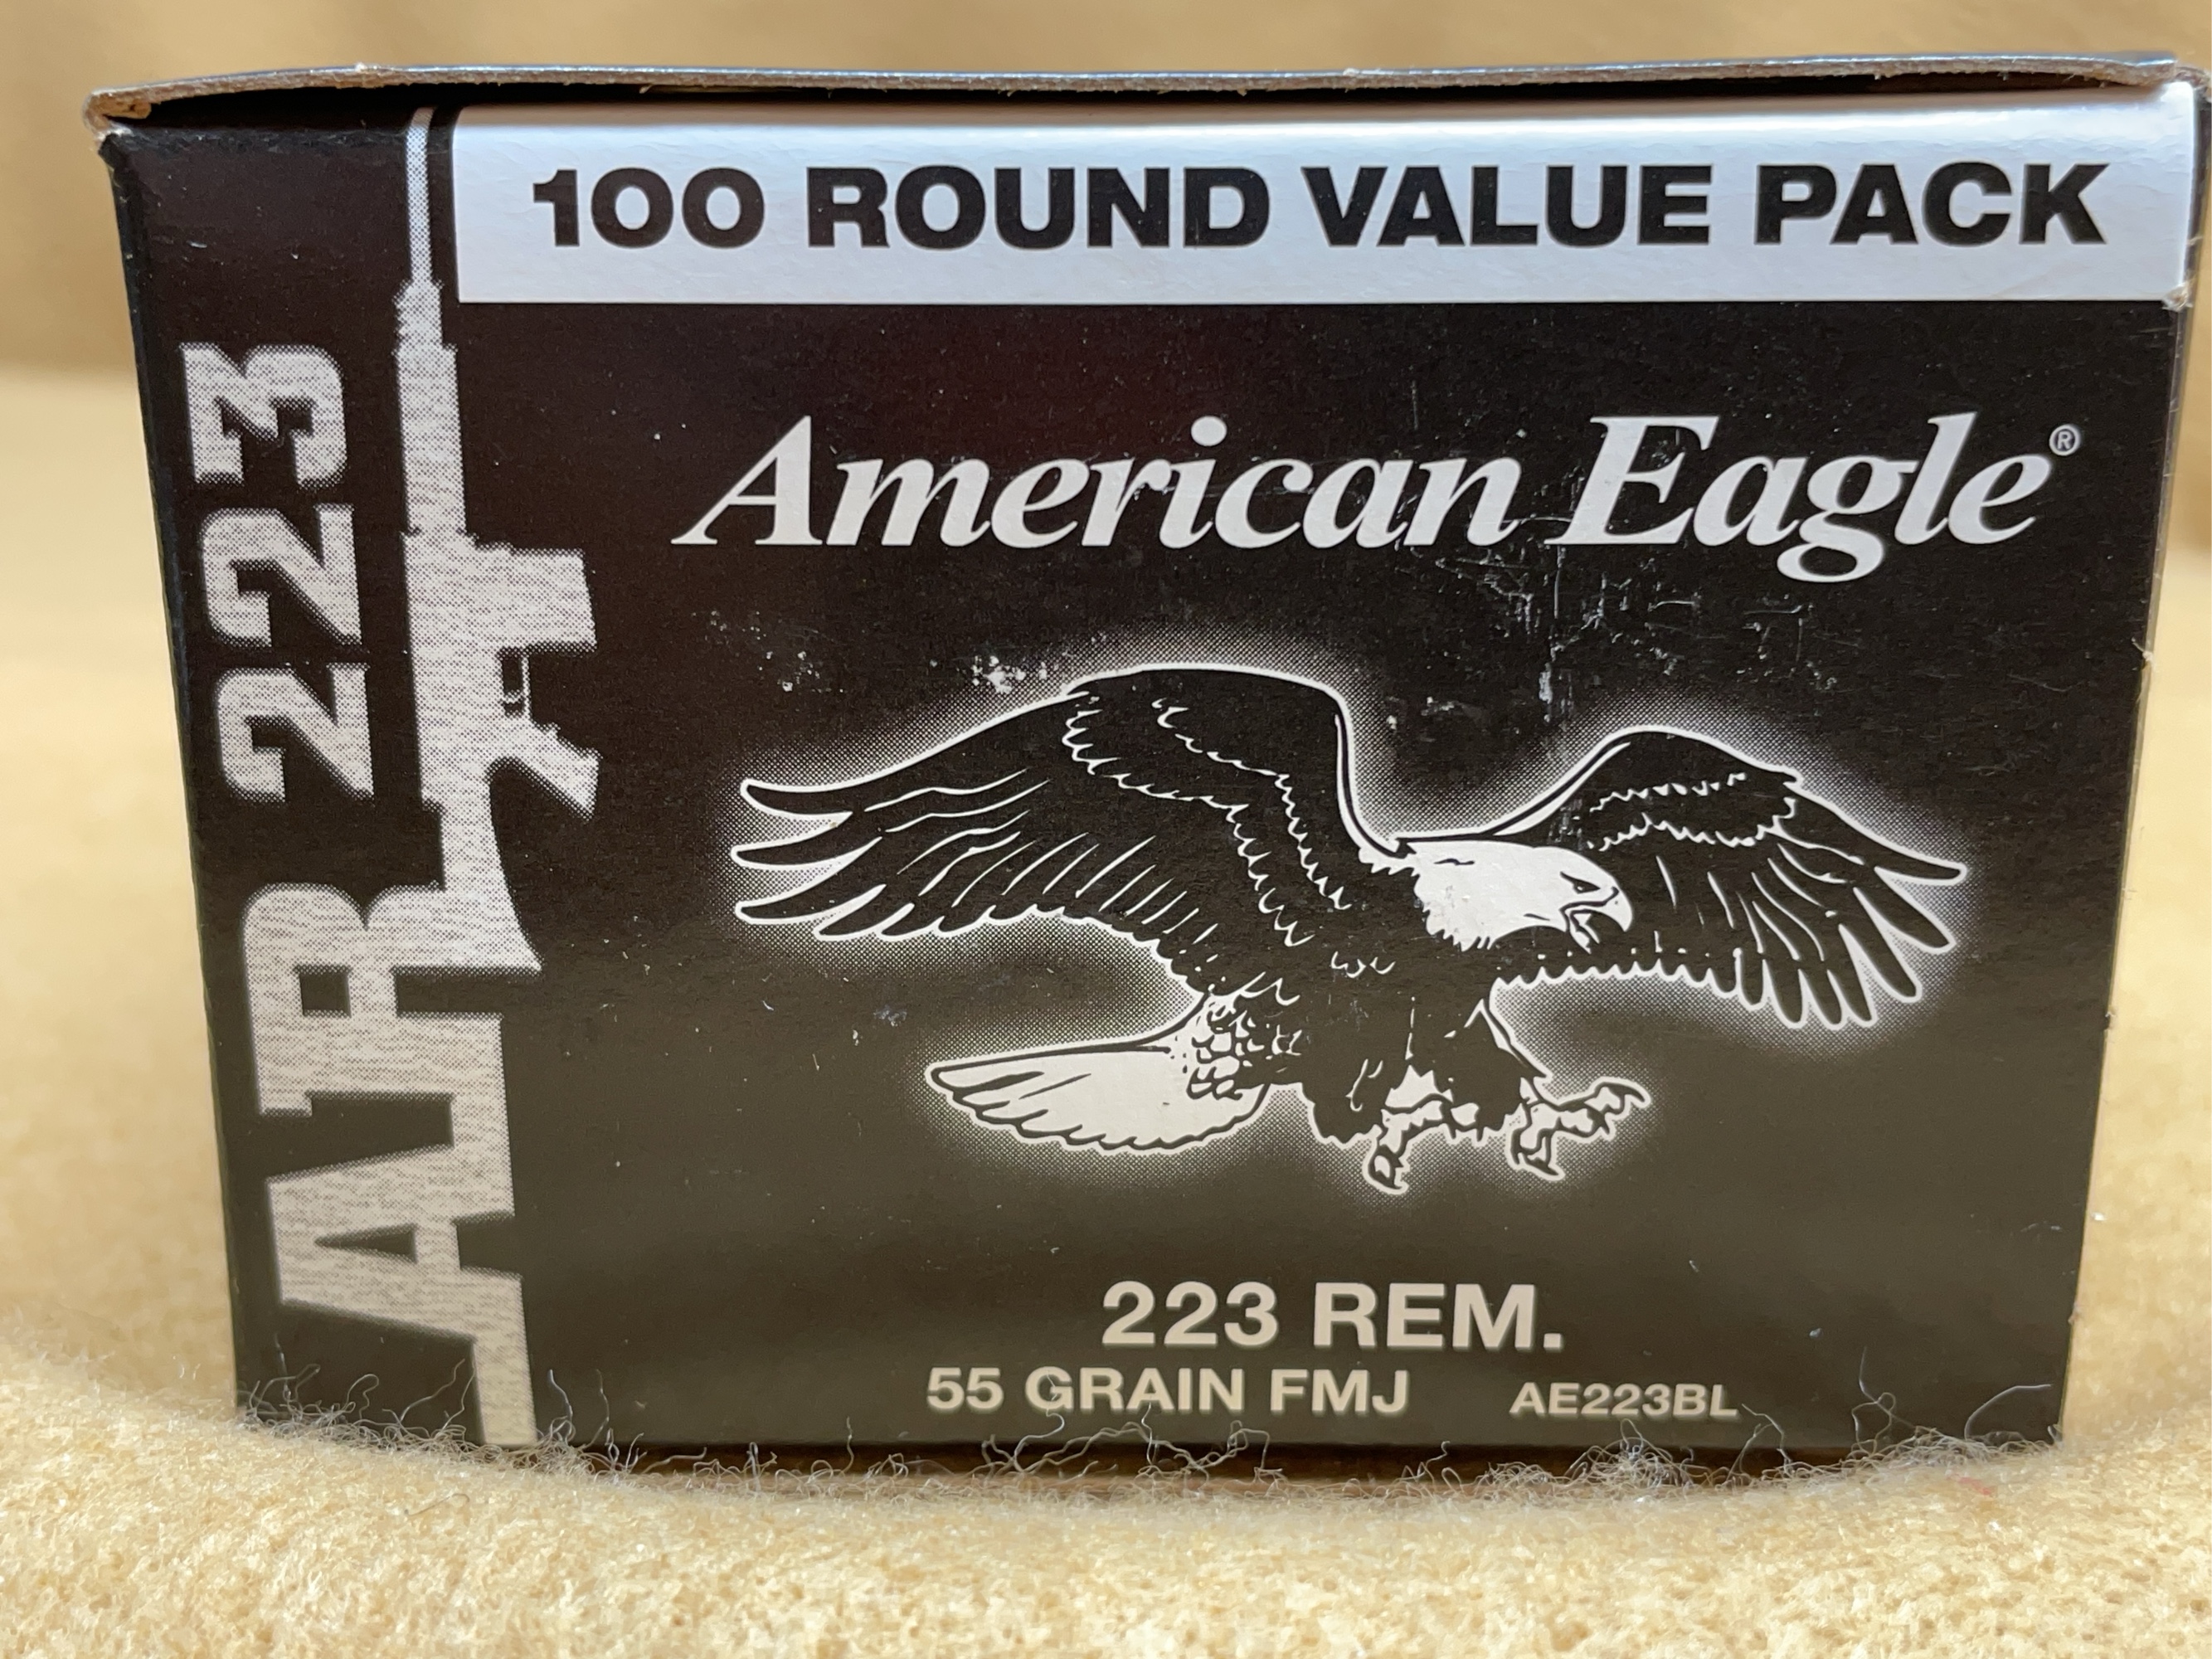 100 ROUND VALUE PACK
AR 223
American Eagle®
223 REM.
55 GRAIN FMJ AE223BL